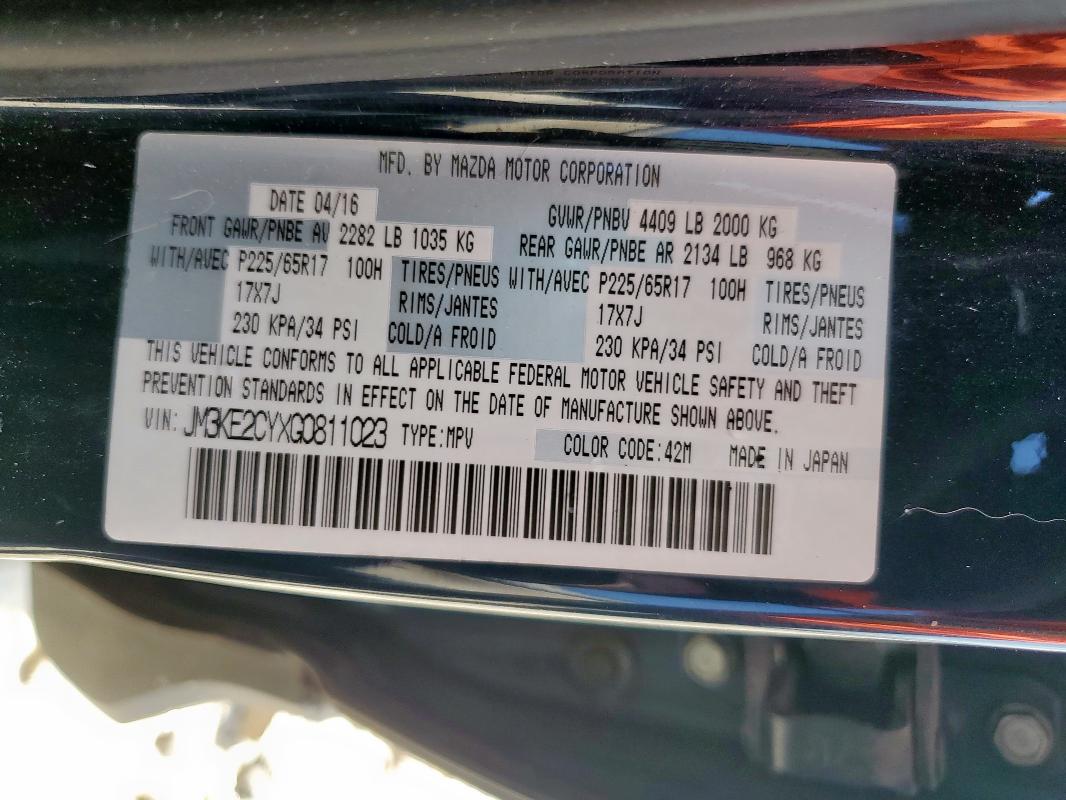 MFD. BY MAZDA MOTOR CORPORATION
DATE 04/16 GVWR/PNBV 4409 LB 2000 KG
FRONT GAWR/PNBE AV 2282 LB 1035 KG REAR GAWR/PNBE AR 2134 LB 968 KG
WITH/AVEC P225/65R17 100H TIRES/PNEUS WITH/AVEC P225/65R17 100H TIRES/PNEUS
17X7J RIMS/JANTES 17X7J RIMS/JANTES
230 KPA/34 PSI COLD/A FROID 230 KPA/34 PSI COLD/A FROID
THIS VEHICLE CONFORMS TO ALL APPLICABLE FEDERAL MOTOR VEHICLE SAFETY AND THEFT
PREVENTION STANDARDS IN EFFECT ON THE DATE OF MANUFACTURE SHOWN ABOVE.
VIN: JM3KE2CYXG0811023 TYPE:MPV COLOR CODE:42M MADE IN JAPAN